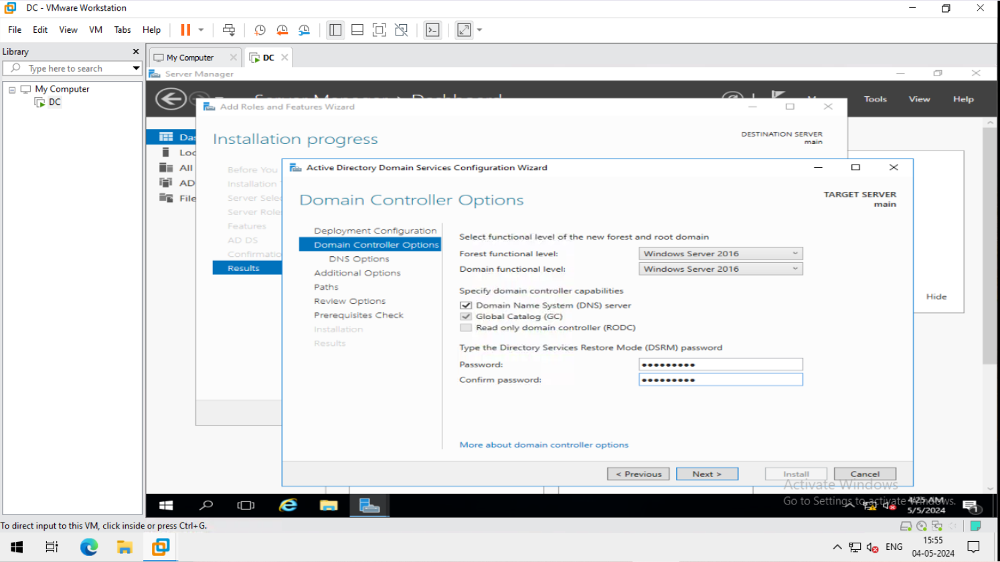 DC - VMware Workstation
File Edit View VM Tabs Help
Library
Type here to search
My Computer
DC
My Computer
DC
Server Manager
Tools View Help
Add Roles and Features Wizard
Installation progress
DESTINATION SERVER
main
Before You
Installation
Server Selec
Server Role
Features
AD DS
Confirmatio
Results
Das
Loc
All
AD
File
Active Directory Domain Services Configuration Wizard
Domain Controller Options
TARGET SERVER
main
Deployment Configuration
Domain Controller Options
DNS Options
Additional Options
Paths
Review Options
Prerequisites Check
Installation
Results
Select functional level of the new forest and root domain
Forest functional level: Windows Server 2016
Domain functional level: Windows Server 2016
Specify domain controller capabilities
Domain Name System (DNS) server
Global Catalog (GC)
Read only domain controller (RODC)
Type the Directory Services Restore Mode (DSRM) password
Password: •••••••••
Confirm password: •••••••••
More about domain controller options
< Previous Next > Install Cancel
Hide
Activate Windows
Go to Settings to activate Windows.
4:25 AM
5/5/2024
1
To direct input to this VM, click inside or press Ctrl+G.
ENG
15:55
04-05-2024